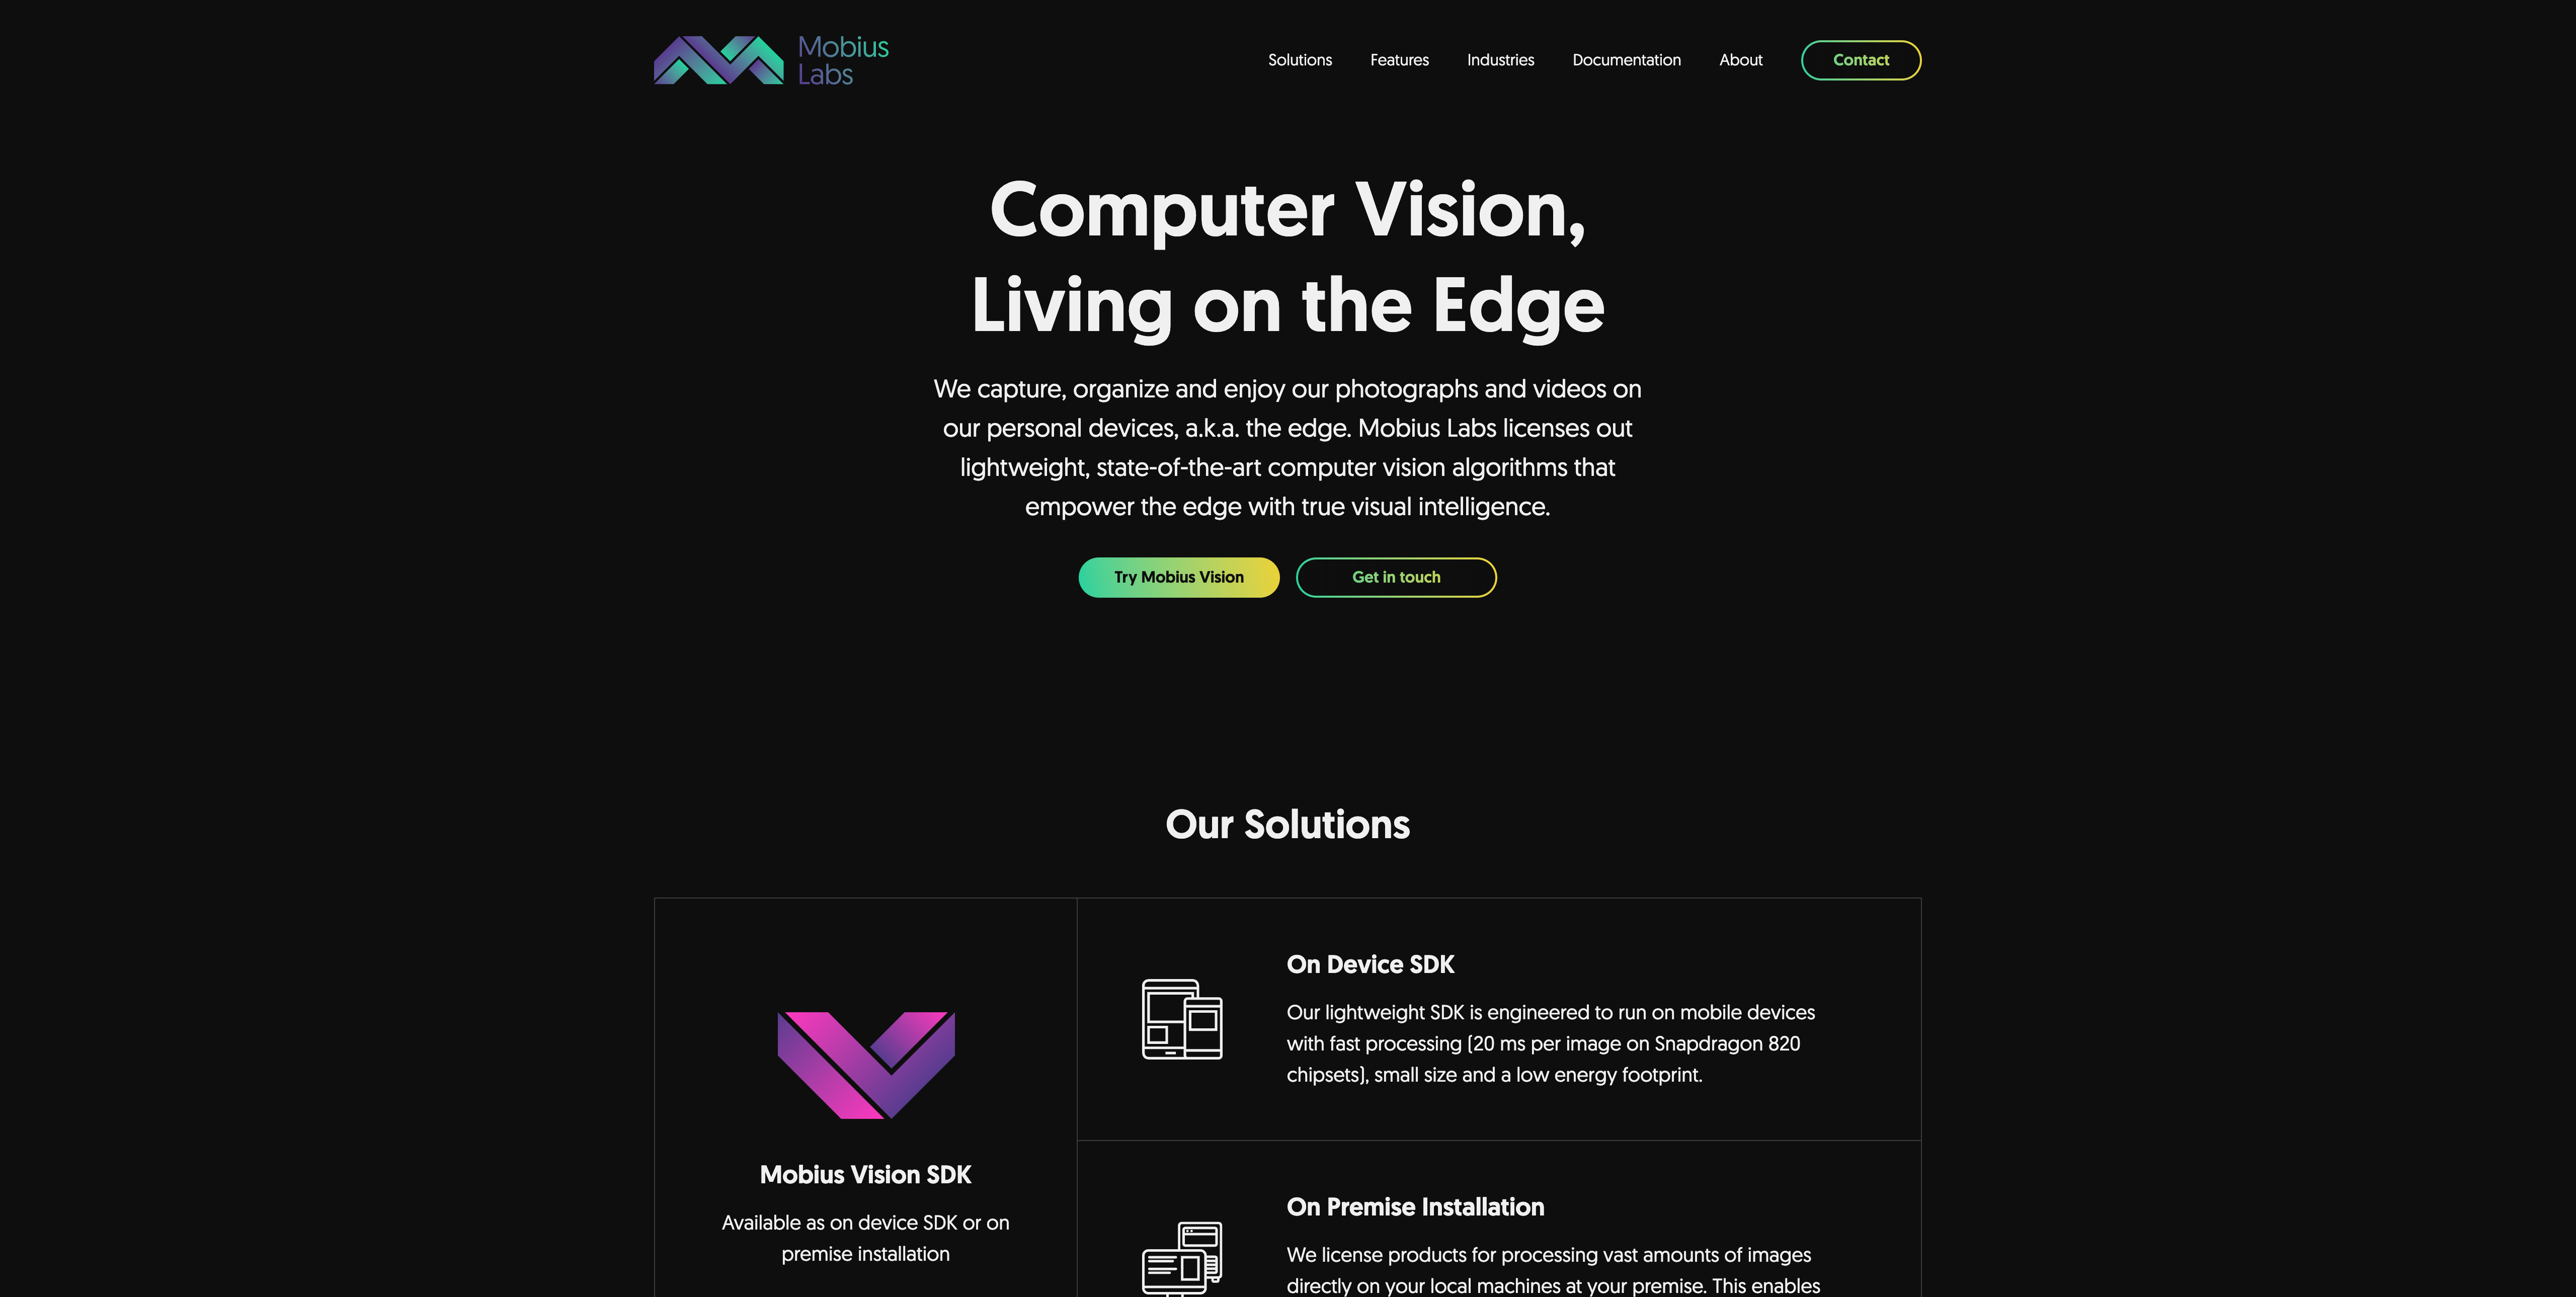 Mobius
Labs
Solutions
Features
Industries
Documentation
About
Contact
Computer Vision,
Living on the Edge
We capture, organize and enjoy our photographs and videos on
our personal devices, a.k.a. the edge. Mobius Labs licenses out
lightweight, state-of-the-art computer vision algorithms that
empower the edge with true visual intelligence.
Try Mobius Vision
Get in touch
Our Solutions
Mobius Vision SDK
Available as on device SDK or on
premise installation
On Device SDK
Our lightweight SDK is engineered to run on mobile devices
with fast processing (20 ms per image on Snapdragon 820
chipsets), small size and a low energy footprint.
On Premise Installation
We license products for processing vast amounts of images
directly on your local machines at your premise. This enables